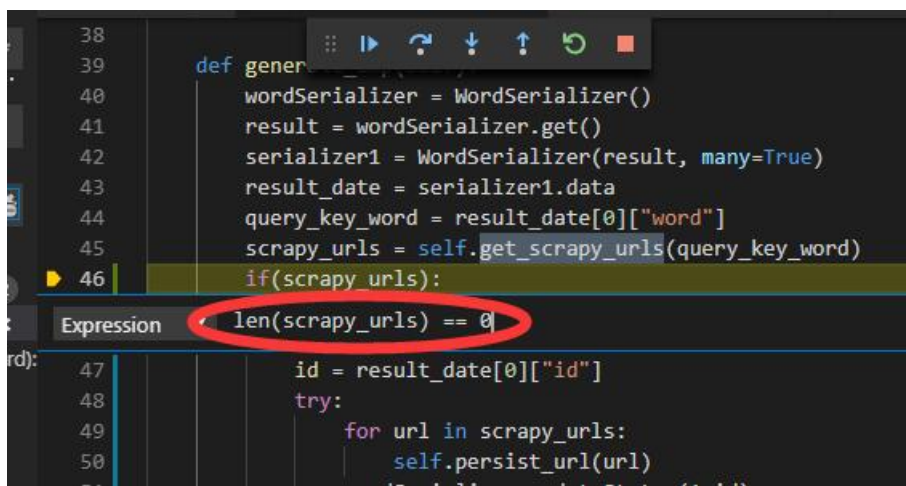 38
39 def gener
40 wordSerializer = WordSerializer()
41 result = wordSerializer.get()
42 serializer1 = WordSerializer(result, many=True)
43 result_date = serializer1.data
44 query_key_word = result_date[0]["word"]
45 scrapy_urls = self.get_scrapy_urls(query_key_word)
46 if(scrapy_urls):
Expression len(scrapy_urls) == 0
rd):
47 id = result_date[0]["id"]
48 try:
49 for url in scrapy_urls:
50 self.persist_url(url)